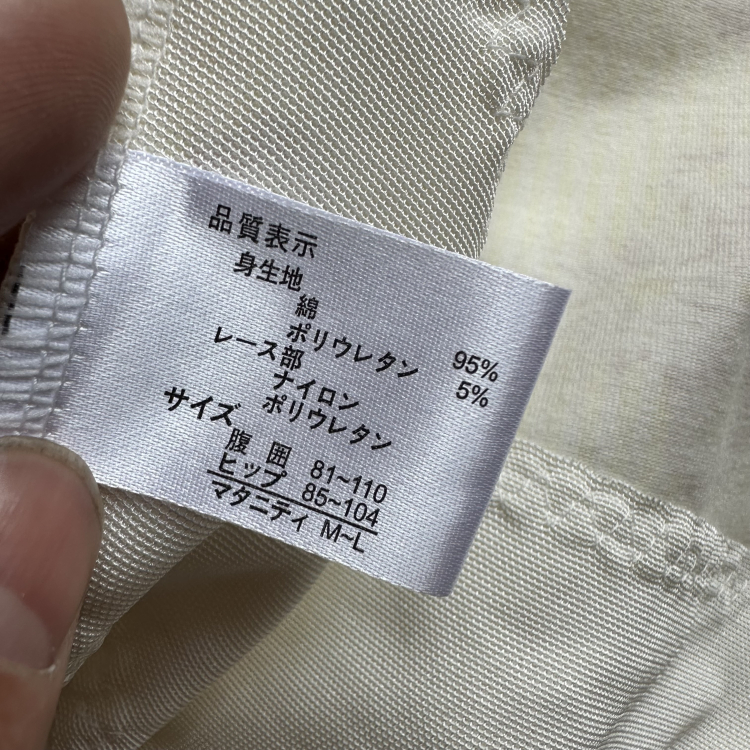 品質表示
身生地
綿 95%
ポリウレタン 5%
レース部
ナイロン
ポリウレタン
サイズ
腹 囲 81~110
ヒップ 85~104
マタニティ M~L